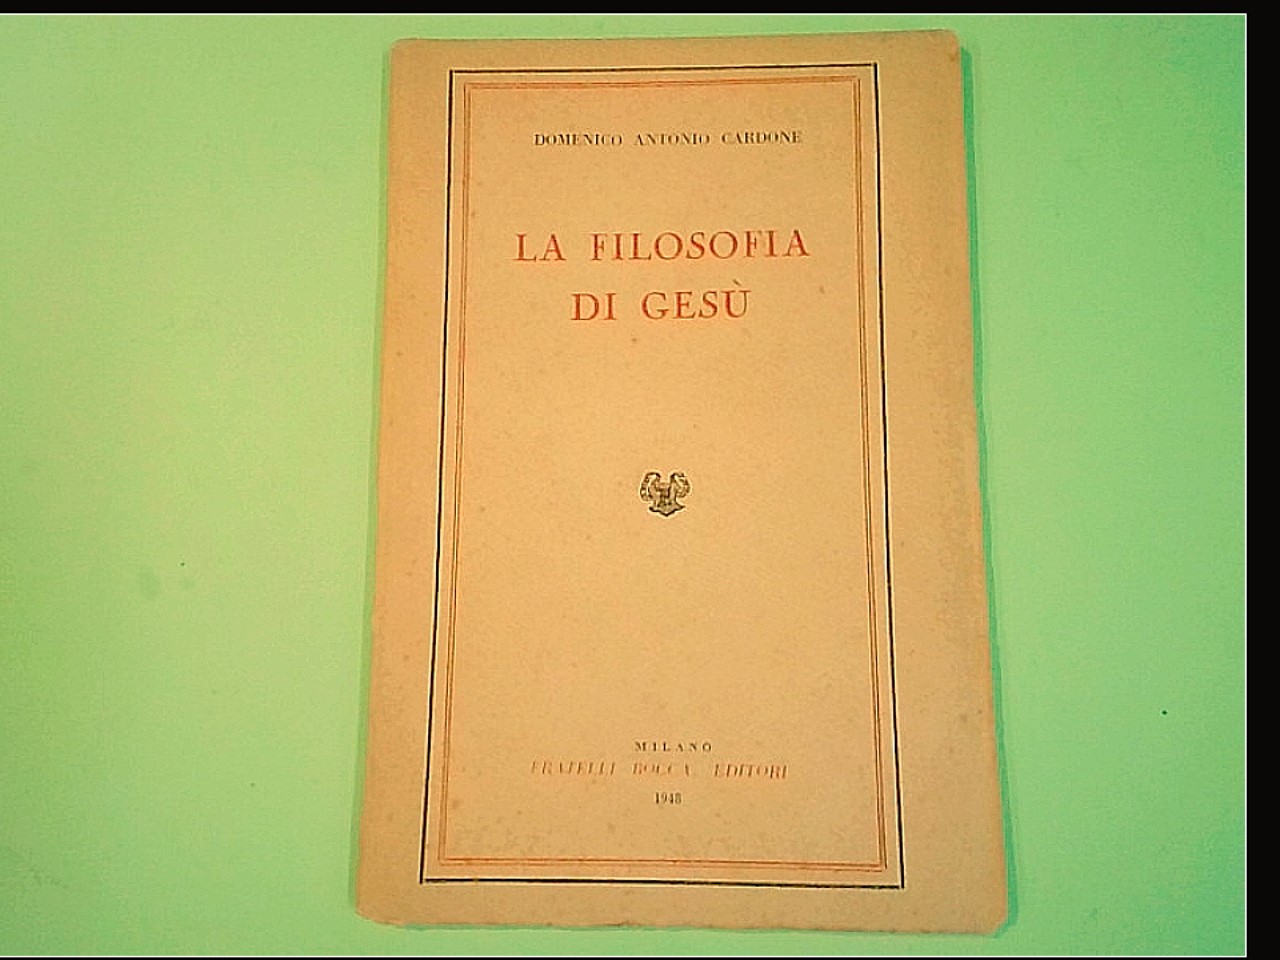 DOMENICO ANTONIO CARDONE
LA FILOSOFIA
DI GESÙ
MILANO
FRATELLI BOCCA EDITORI
1948